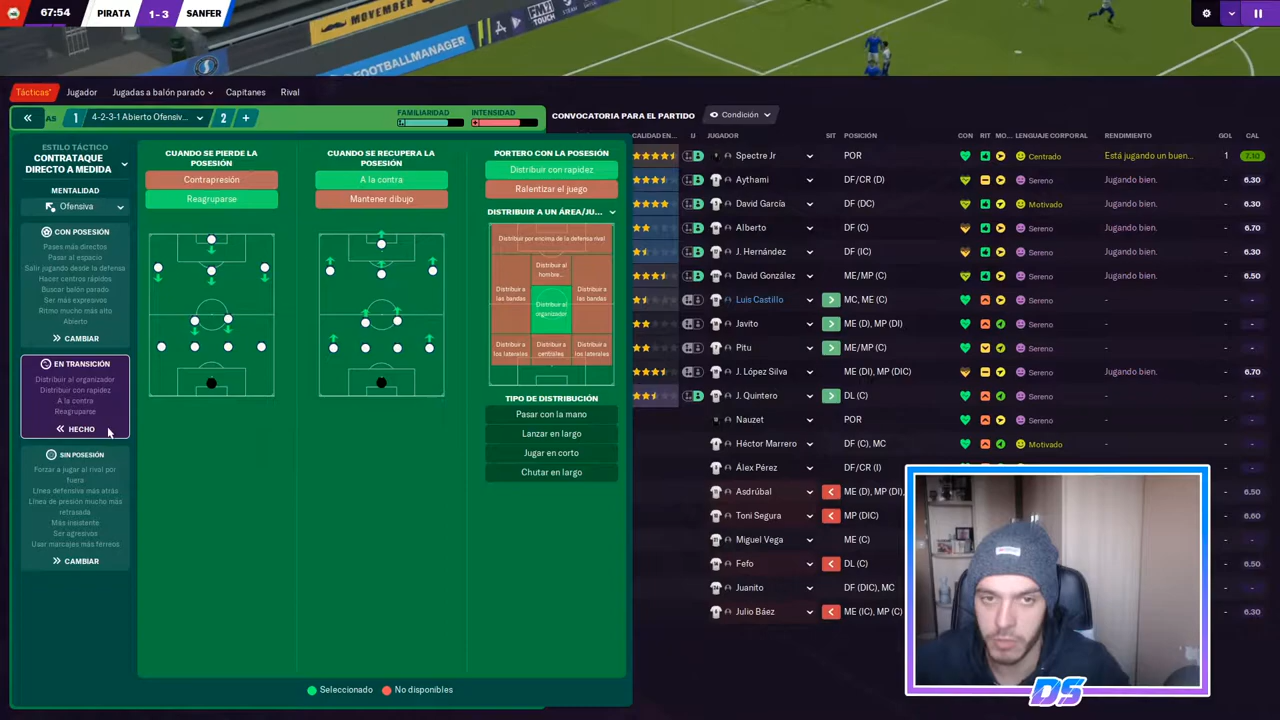 67:54 PIRATA 1 - 3 SANFER
MOVEMBER
FM21 TOUCH
STEAM
FOOTBALLMANAGER
Tácticas* Jugador Jugadas a balón parado Capitanes Rival
AS 1 4-2-3-1 Abierto Ofensiv... 2 +
FAMILIARIDAD INTENSIDAD
ESTILO TÁCTICO
CONTRATAQUE
DIRECTO A MEDIDA
MENTALIDAD
Ofensiva
CON POSESIÓN
Pases más directos
Pasar al espacio
Salir jugando desde la defensa
Hacer centros rápidos
Buscar balón parado
Ser más expresivos
Ritmo mucho más alto
Abierto
CAMBIAR
EN TRANSICIÓN
Distribuir al organizador
Distribuir con rapidez
A la contra
Reagruparse
HECHO
SIN POSESIÓN
Forzar a jugar al rival por
fuera
Línea defensiva más atrás
Línea de presión mucho más
retrasada
Más insistente
Ser agresivos
Usar marcajes más férreos
CAMBIAR
CUANDO SE PIERDE LA
POSESIÓN
Contrapresión
Reagruparse
CUANDO SE RECUPERA LA
POSESIÓN
A la contra
Mantener dibujo
PORTERO CON LA POSESIÓN
Distribuir con rapidez
Ralentizar el juego
DISTRIBUIR A UN ÁREA/JU...
Distribuir por encima de la defensa rival
Distribuir al
hombre...
Distribuir a
las bandas
Distribuir al
organizador
Distribuir a
las bandas
Distribuir a
los laterales
Distribuir a
centrales
Distribuir a
los laterales
TIPO DE DISTRIBUCIÓN
Pasar con la mano
Lanzar en largo
Jugar en corto
Chutar en largo
Seleccionado No disponibles
CONVOCATORIA PARA EL PARTIDO Condición
CALIDAD EN... JUGADOR SIT POSICIÓN CON RIT MO... LENGUAJE CORPORAL RENDIMIENTO GOL CAL
Spectre Jr POR Centrado Está jugando un buen... 1 7.10
Aythami DF/CR (D) Sereno Jugando bien. - 6.30
David García DF (DC) Motivado Jugando bien. - 6.30
Alberto DF (C) Sereno Jugando bien. - 6.70
J. Hernández DF (IC) Sereno Jugando bien. - 6.30
David González ME/MP (C) Sereno Jugando bien. - 6.50
Luis Castillo MC, ME (C) Sereno - - -
Javito ME (D), MP (DI) Sereno - - -
Pitu ME/MP (C) Sereno - - -
J. López Silva ME (DI), MP (DIC) Sereno Jugando bien. - 6.70
J. Quintero DL (C) Sereno - - -
Nauzet POR Sereno - - -
Héctor Marrero DF (C), MC Motivado - - -
Álex Pérez DF/CR (I)
Asdrúbal ME (D), MP (DI), 6.50
Toni Segura MP (DIC) 6.60
Miguel Vega ME (C) -
Fefo DL (C) 6.50
Juanito DF (DIC), MC -
Julio Báez ME (IC), MP (C) 6.30
DS